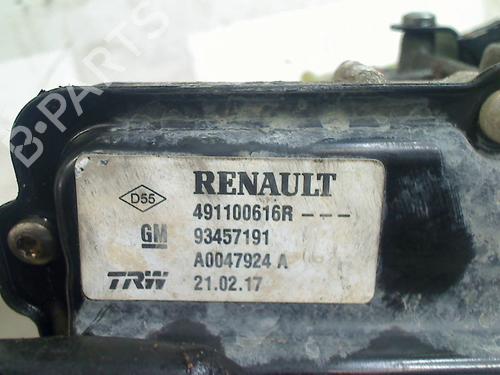 B-PARTS
RENAULT
D55
491100616R ---
GM 93457191
A0047924 A
TRW 21.02.17